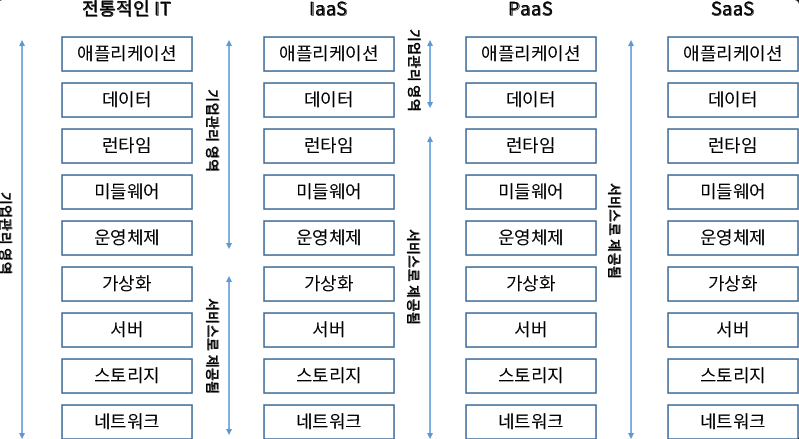 전통적인 IT
IaaS
PaaS
SaaS
기업관리 영역
애플리케이션
데이터
런타임
미들웨어
운영체제
가상화
서버
스토리지
네트워크
기업관리 영역
서비스로 제공됨
애플리케이션
데이터
런타임
미들웨어
운영체제
가상화
서버
스토리지
네트워크
기업관리 영역
서비스로 제공됨
애플리케이션
데이터
런타임
미들웨어
운영체제
가상화
서버
스토리지
네트워크
서비스로 제공됨
애플리케이션
데이터
런타임
미들웨어
운영체제
가상화
서버
스토리지
네트워크